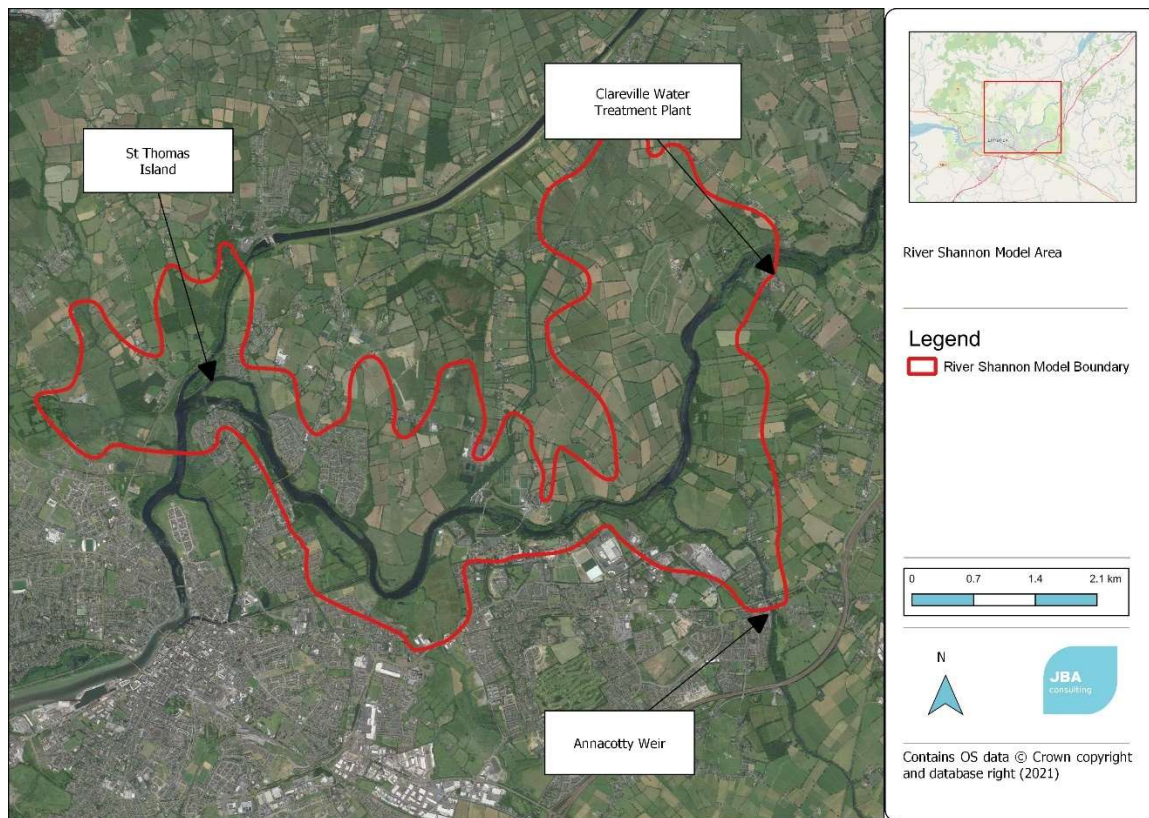 Clareville Water
Treatment Plant
St Thomas
Island
Annacotty Weir
River Shannon Model Area
Legend
River Shannon Model Boundary
0 0.7 1.4 2.1 km
N
JBA
consulting
Contains OS data © Crown copyright
and database right (2021)